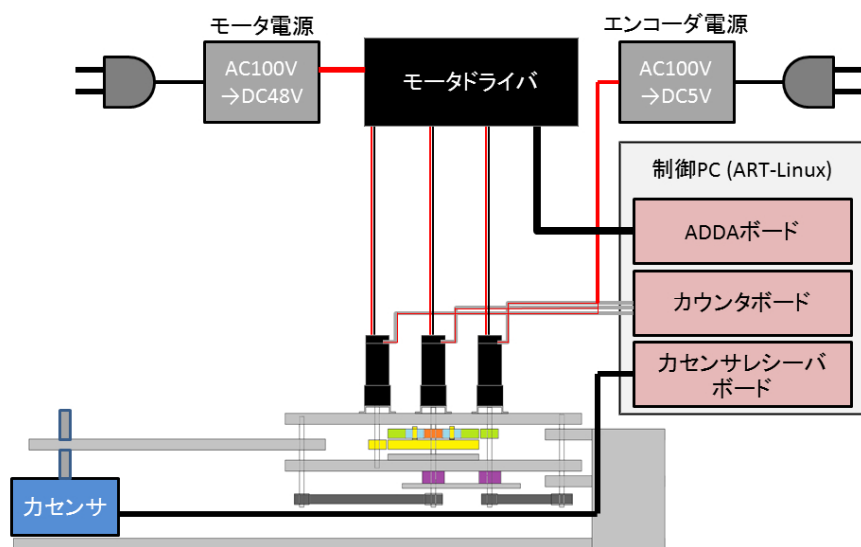 モータ電源
エンコーダ電源
AC100V
→DC48V
モータドライバ
AC100V
→DC5V
制御PC (ART-Linux)
ADDAボード
カウンタボード
力センサレシーバ
ボード
力センサ